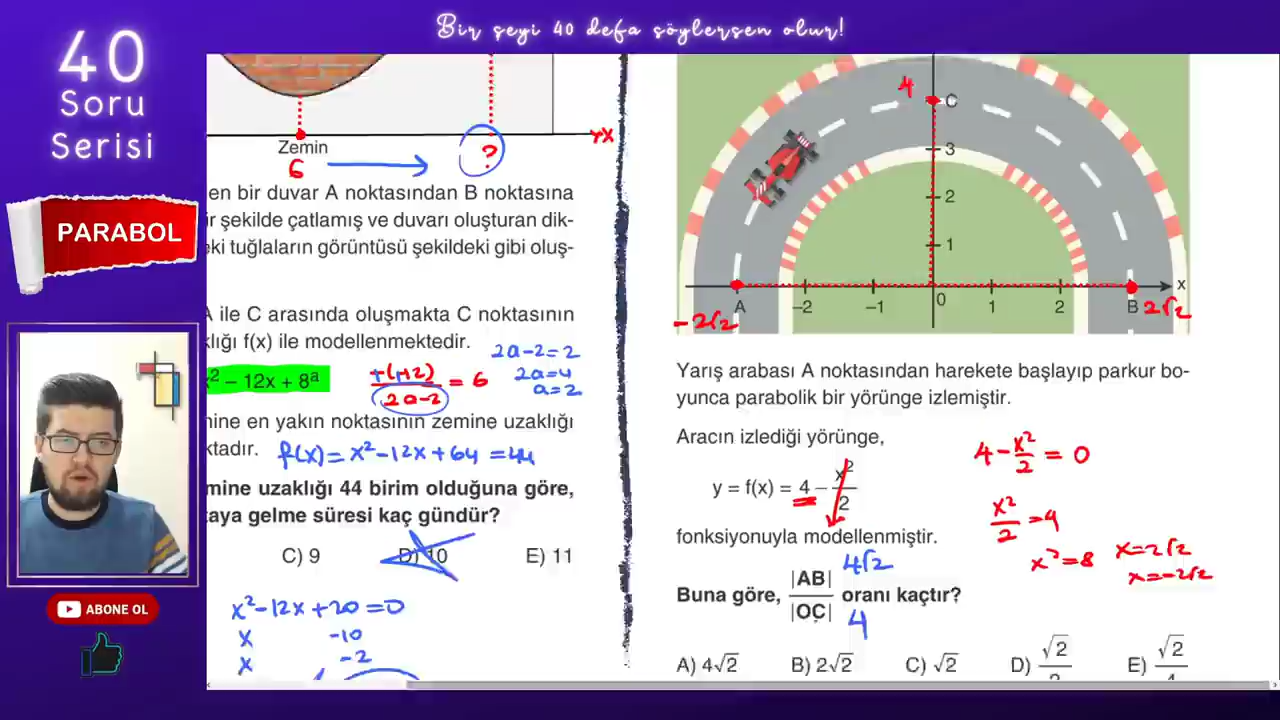 Bir şeyi 40 defa söylersen olur!
40
Soru
Serisi
PARABOL
ABONE OL
Zemin
6
?
x
en bir duvar A noktasından B noktasına
ir şekilde çatlamış ve duvarı oluşturan dik-
eki tuğlaların görüntüsü şekildeki gibi oluş-
A ile C arasında oluşmakta C noktasının
klığı f(x) ile modellenmektedir.
2a-2=2
2a=4
a=2
x² – 12x + 8ᵃ
+(+12)
2a-2
= 6
mine en yakın noktasının zemine uzaklığı
ktadır.
f(x)=x²-12x+64=44
mine uzaklığı 44 birim olduğuna göre,
taya gelme süresi kaç gündür?
C) 9
D) 10
E) 11
x²-12x+20=0
x -10
x -2
4
C
3
2
1
A
–2
–1
0
1
2
B
x
-2√2
2√2
Yarış arabası A noktasından harekete başlayıp parkur bo-
yunca parabolik bir yörünge izlemiştir.
Aracın izlediği yörünge,
y = f(x) = 4 – x²/2
fonksiyonuyla modellenmiştir.
4-x²/2=0
x²/2=4
x²=8
x=2√2
x=-2√2
Buna göre, |AB|/|OC| oranı kaçtır?
4√2
4
A) 4√2
B) 2√2
C) √2
D) √2
E) √2/4